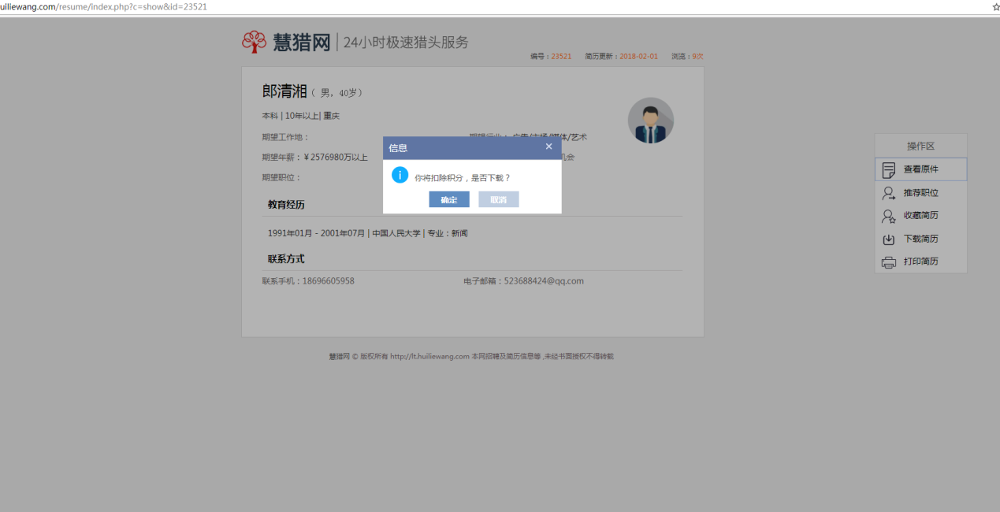 uiliewang.com/resume/index.php?c=show&id=23521
慧猎网 24小时极速猎头服务
编号：23521 简历更新：2018-02-01 浏览：9次
郎清湘（ 男，40岁）
本科 | 10年以上| 重庆
期望工作地：
期望年薪：￥2576980万以上
期望职位：
期望行业：广告/市场/媒体/艺术
机会
信息
你将扣除积分，是否下载？
确定 取消
教育经历
1991年01月 - 2001年07月 | 中国人民大学 | 专业：新闻
联系方式
联系手机：18696605958 电子邮箱：523688424@qq.com
操作区
查看原件
推荐职位
收藏简历
下载简历
打印简历
慧猎网 © 版权所有 http://lt.huiliewang.com 本网招聘及简历信息等 ,未经书面授权不得转载